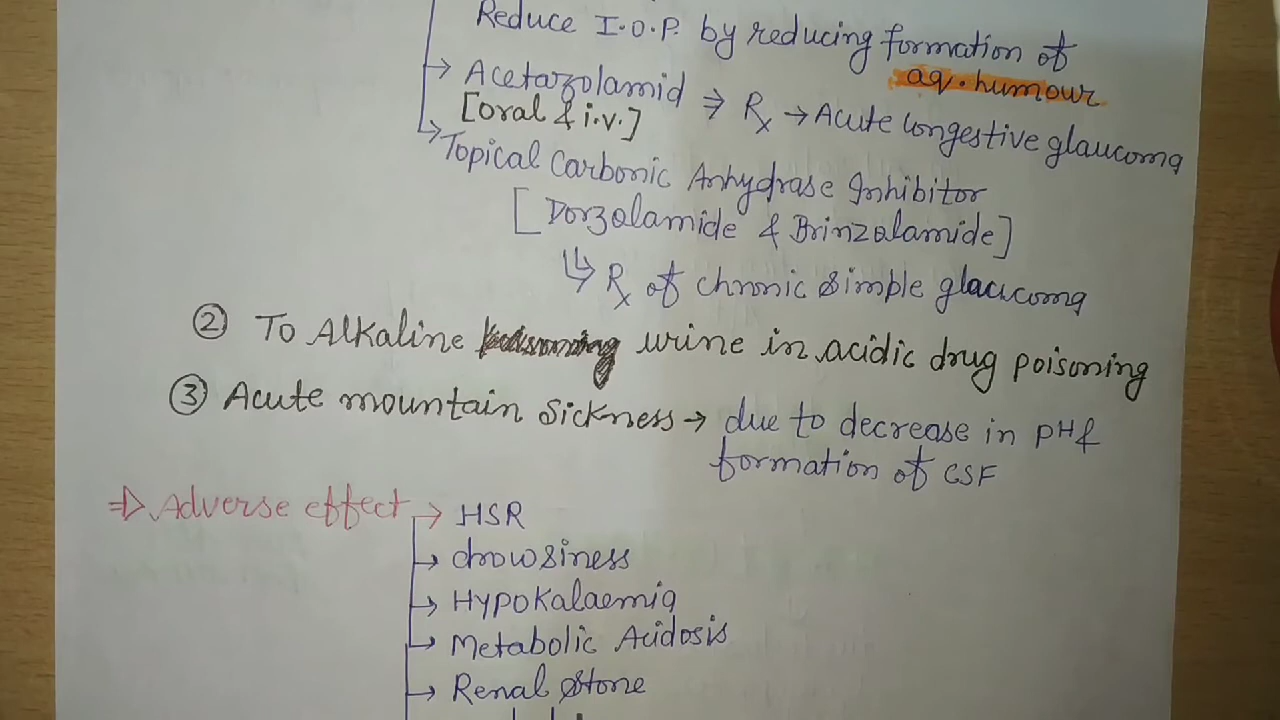 Reduce I.O.P. by reducing formation of
aq. humour
→ Acetazolamid ⇒ Rx → Acute congestive glaucoma
[oral & i.v.]
→ Topical Carbonic Anhydrase Inhibitor
[Dorzolamide & Brinzolamide]
↳ Rx of chronic simple glaucoma
② To Alkaline urine in acidic drug poisoning
③ Acute mountain sickness → due to decrease in pH &
formation of CSF
⇒ Adverse effect → HSR
→ drowsiness
→ Hypokalaemia
→ Metabolic Acidosis
→ Renal stone